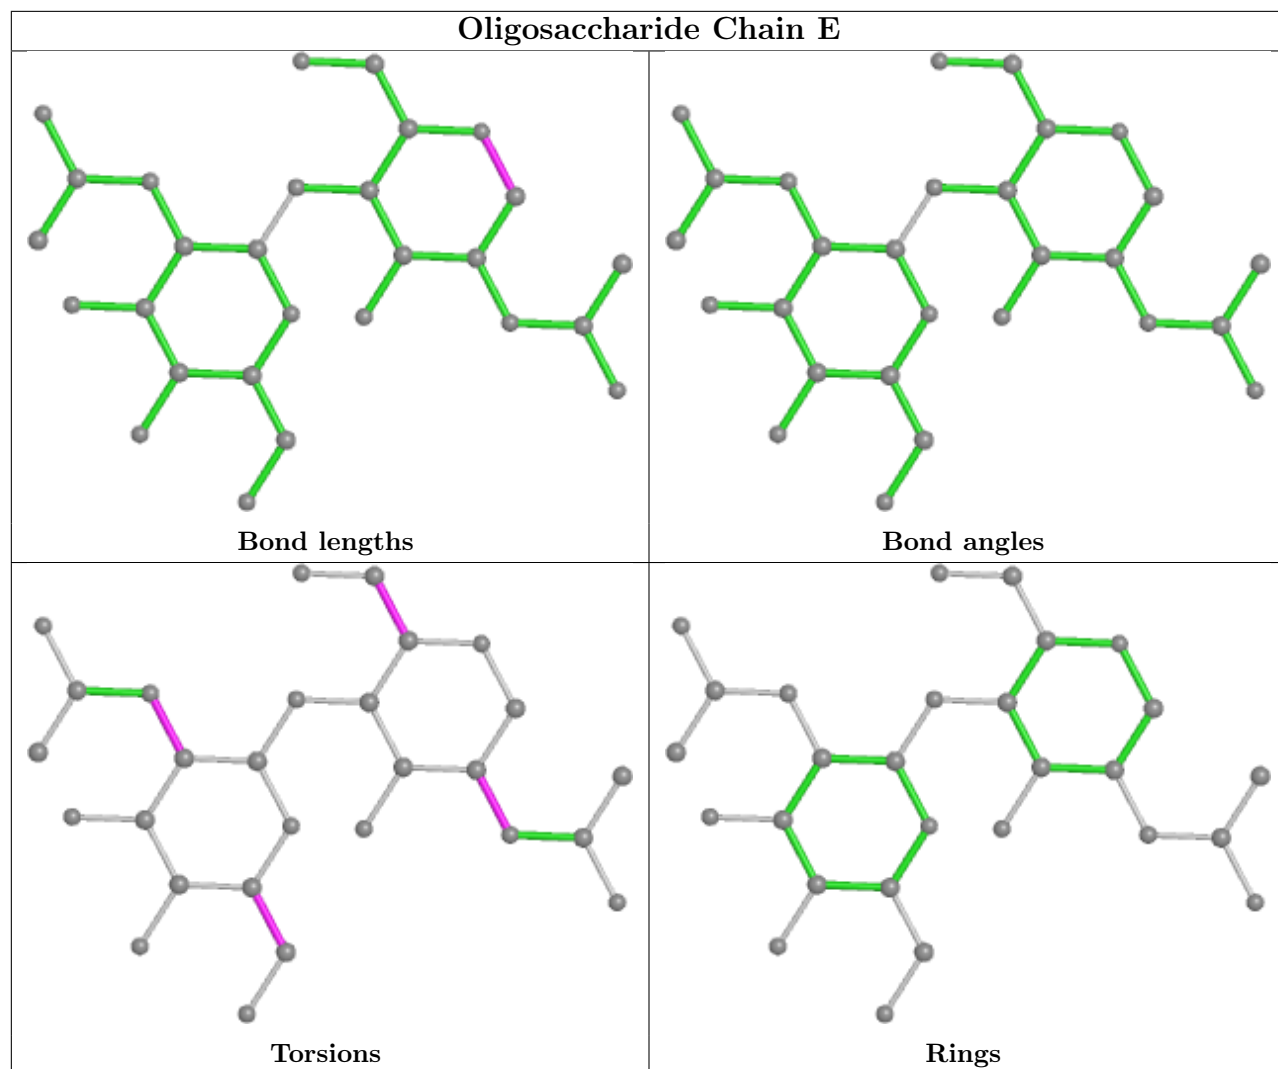 Oligosaccharide Chain E
Bond lengths
Bond angles
Torsions
Rings